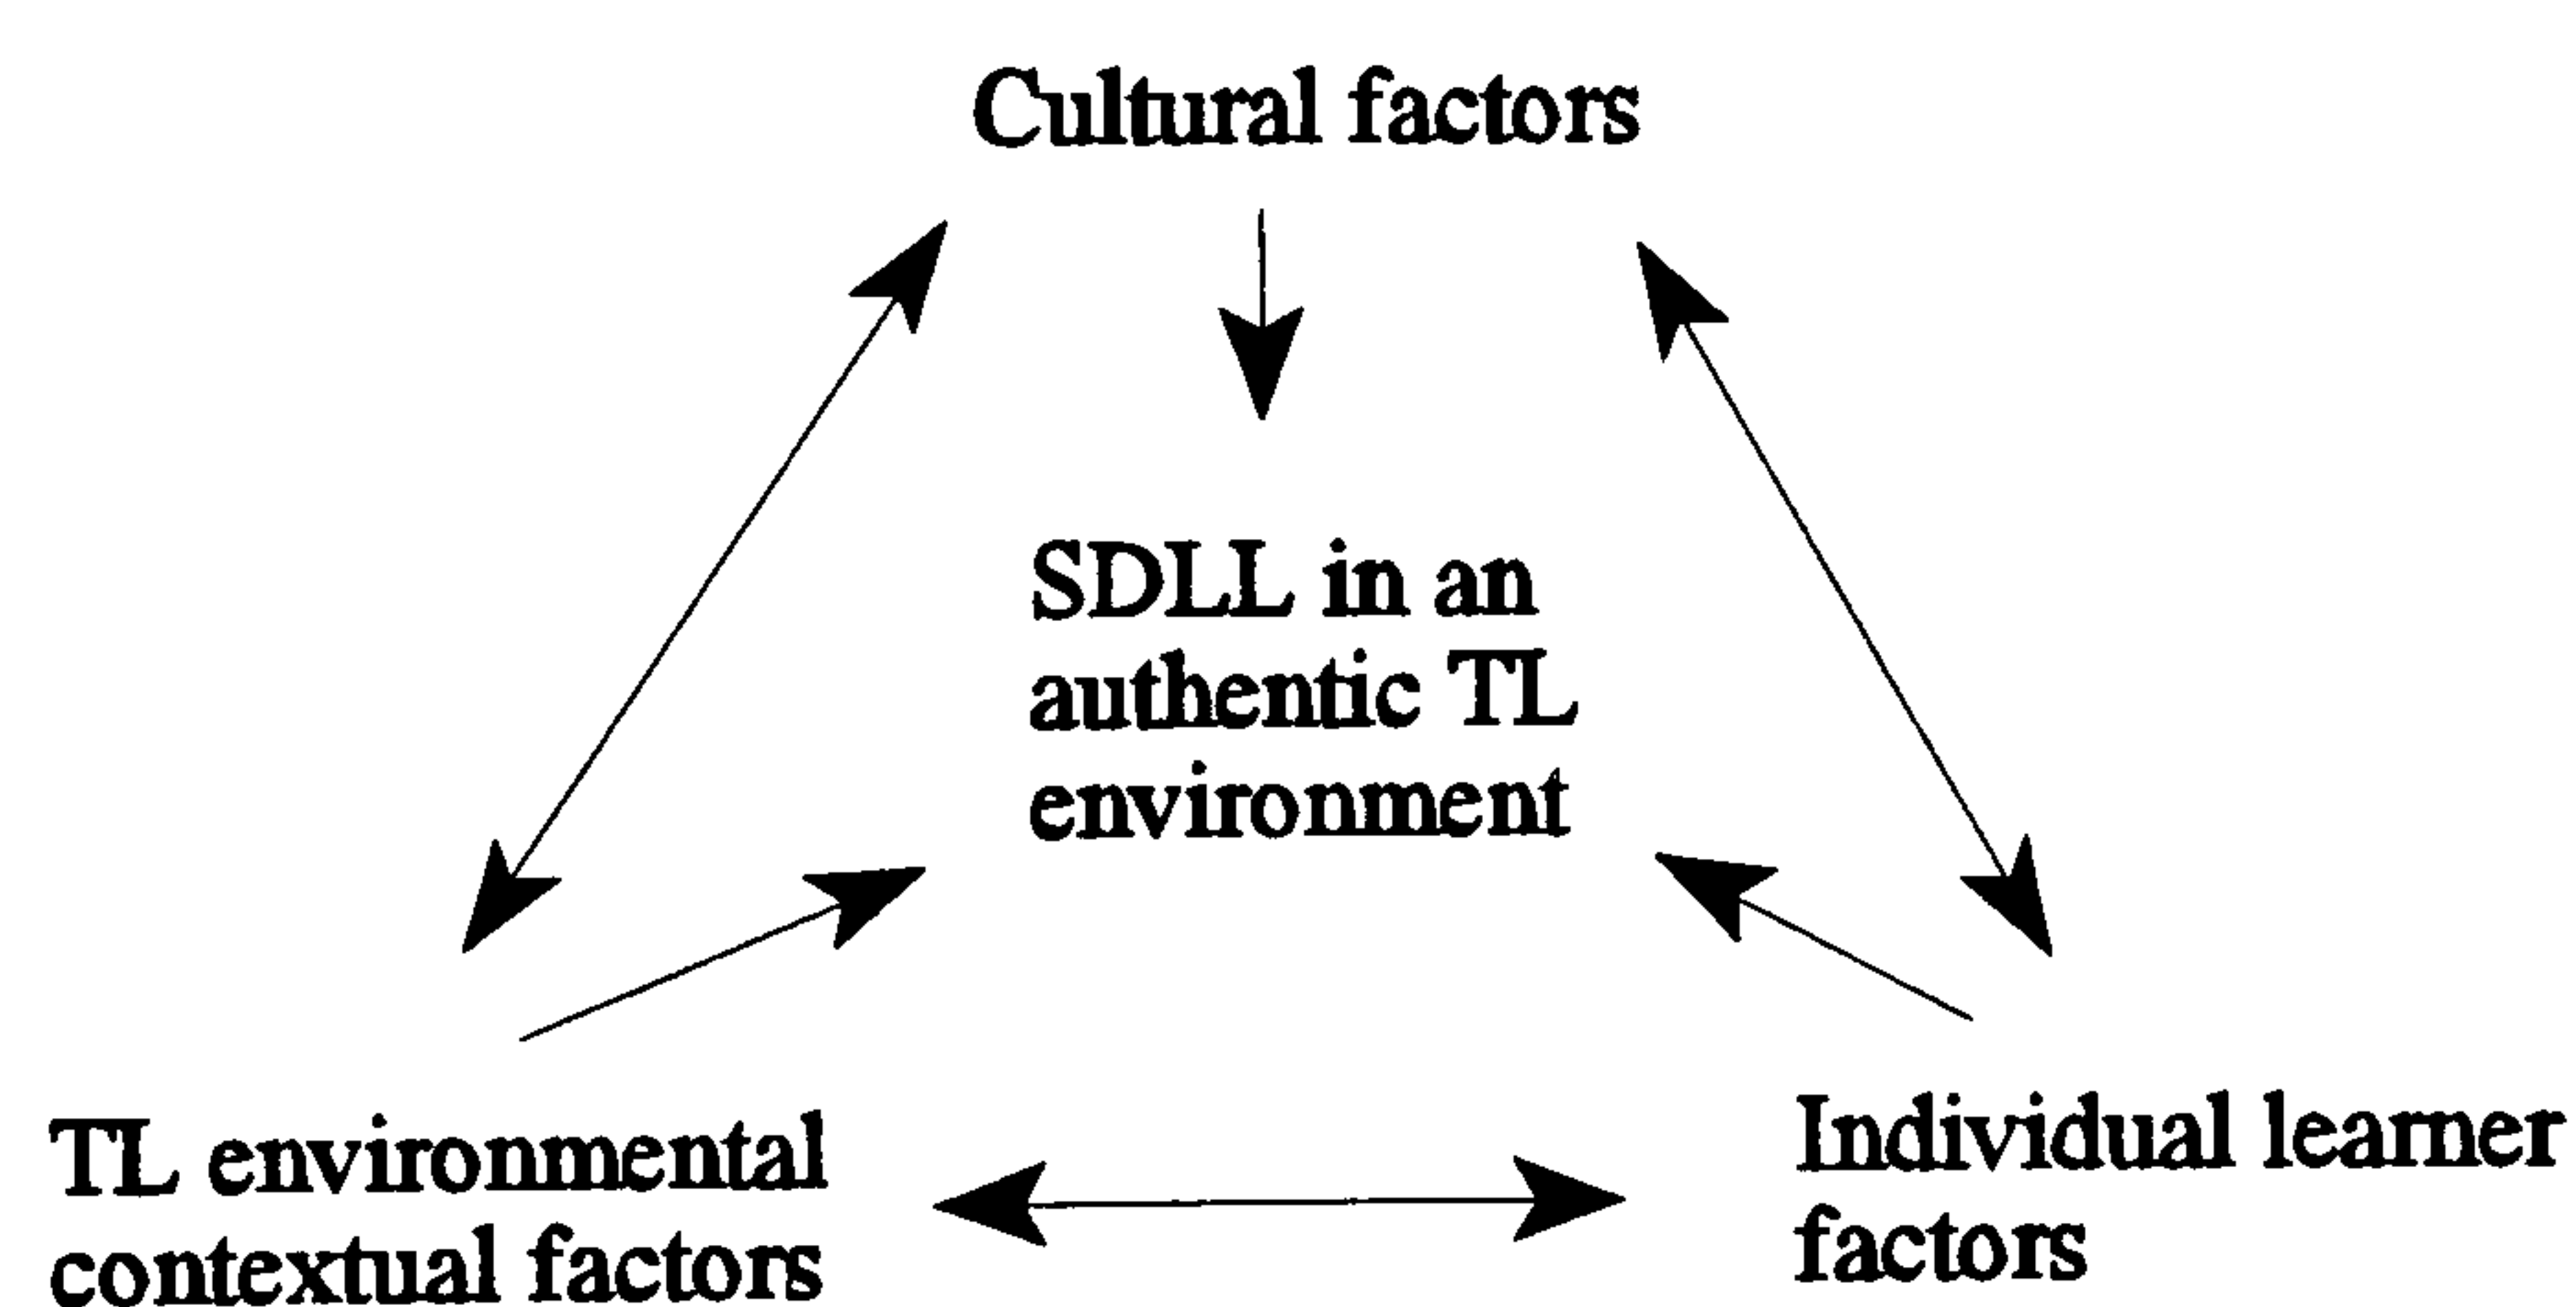 Cultural factors
SDLL in an
authentic TL
environment
TL environmental
contextual factors
Individual learner
factors